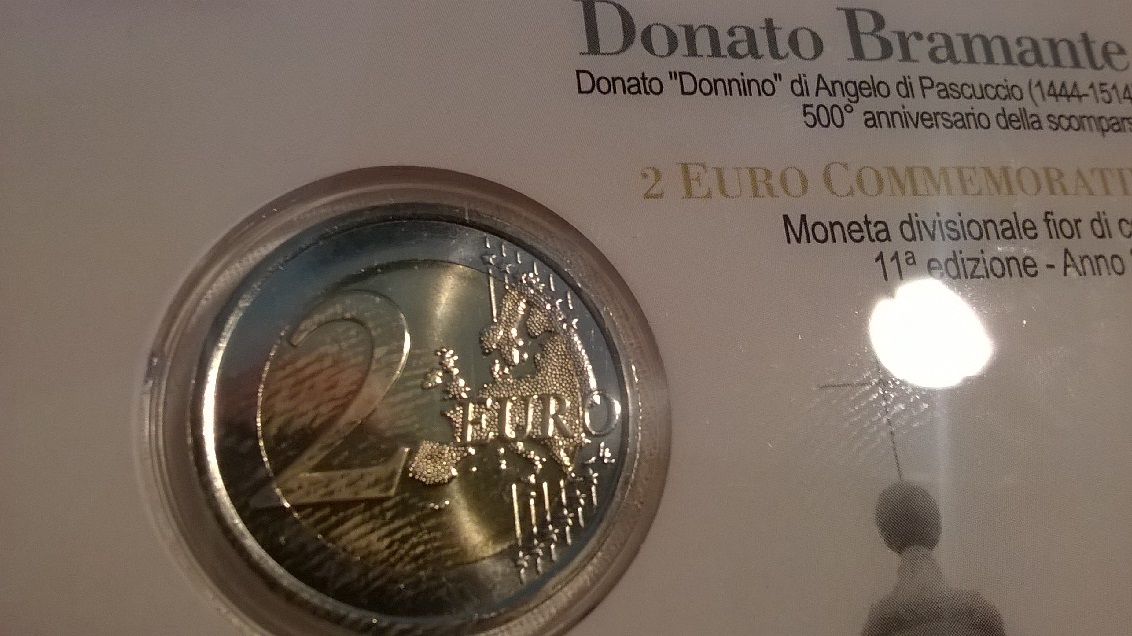 Donato Bramante
Donato "Donnino" di Angelo di Pascuccio (1444-1514
500° anniversario della scompars
2 EURO COMMEMORATI
Moneta divisionale fior di c
11ª edizione - Anno
2 EURO